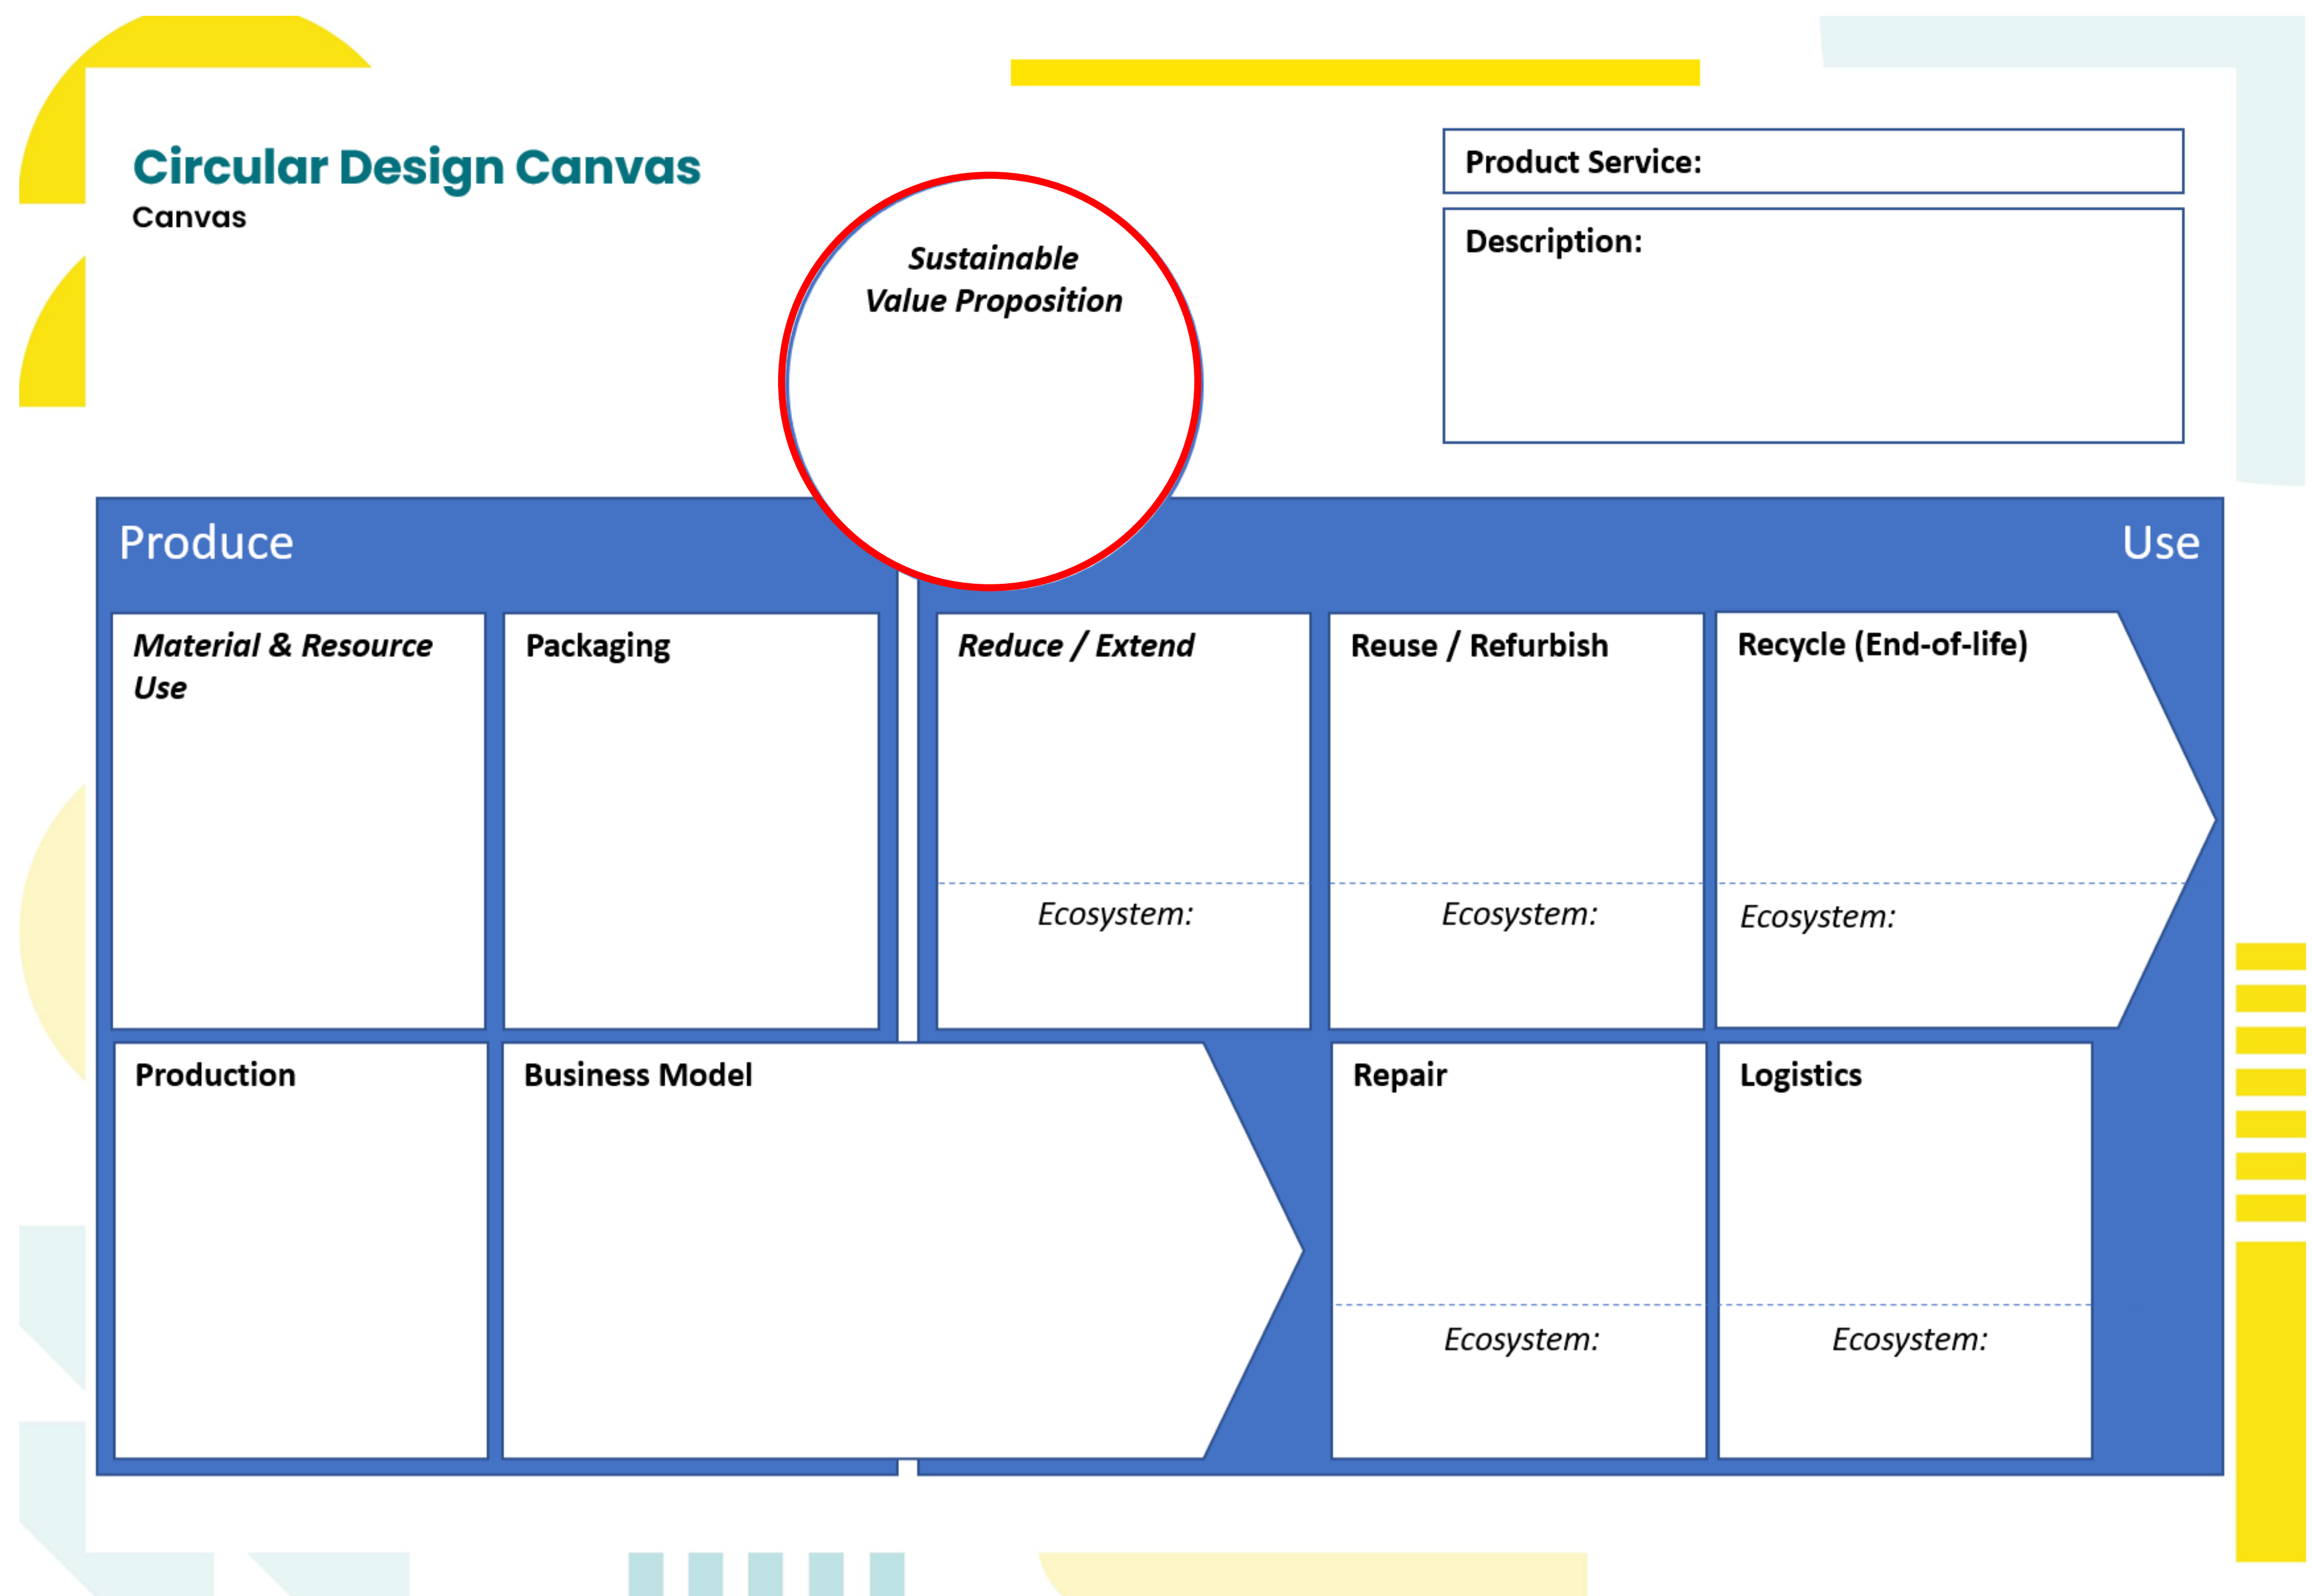 Circular Design Canvas
Canvas
Product Service:
Description:
Sustainable
Value Proposition
Produce
Use
Material & Resource
Use
Packaging
Reduce / Extend
Ecosystem:
Reuse / Refurbish
Ecosystem:
Recycle (End-of-life)
Ecosystem:
Production
Business Model
Repair
Ecosystem:
Logistics
Ecosystem: